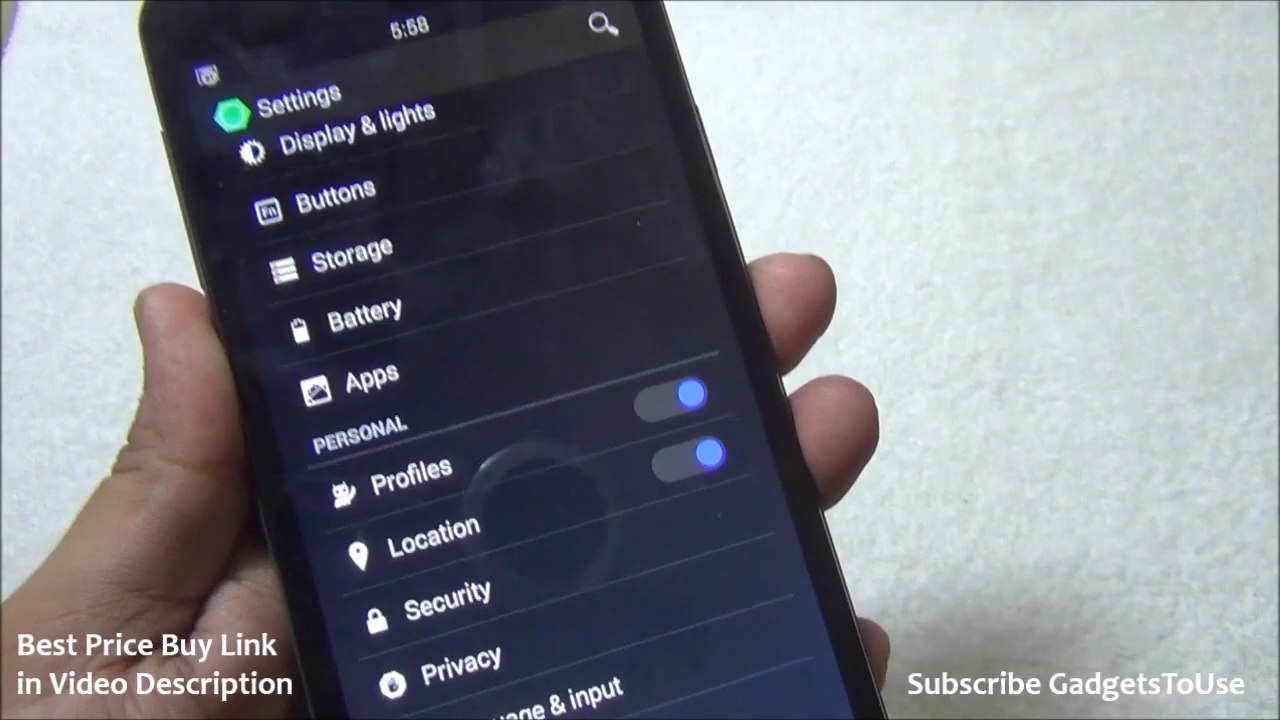 5:58
Settings
Display & lights
Buttons
Fn
Storage
Battery
Apps
PERSONAL
Profiles
Location
Security
Privacy
& input
Best Price Buy Link
in Video Description
Subscribe GadgetsToUse